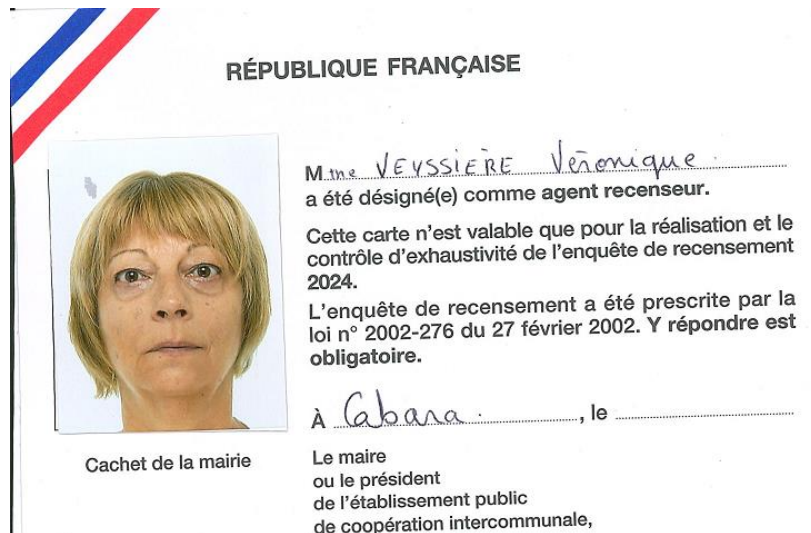 RÉPUBLIQUE FRANÇAISE
Mme VEYSSIERE Véronique
a été désigné(e) comme agent recenseur.
Cette carte n'est valable que pour la réalisation et le
contrôle d'exhaustivité de l'enquête de recensement
2024.
L'enquête de recensement a été prescrite par la
loi n° 2002-276 du 27 février 2002. Y répondre est
obligatoire.
À Cabara , le
Cachet de la mairie
Le maire
ou le président
de l'établissement public
de coopération intercommunale,